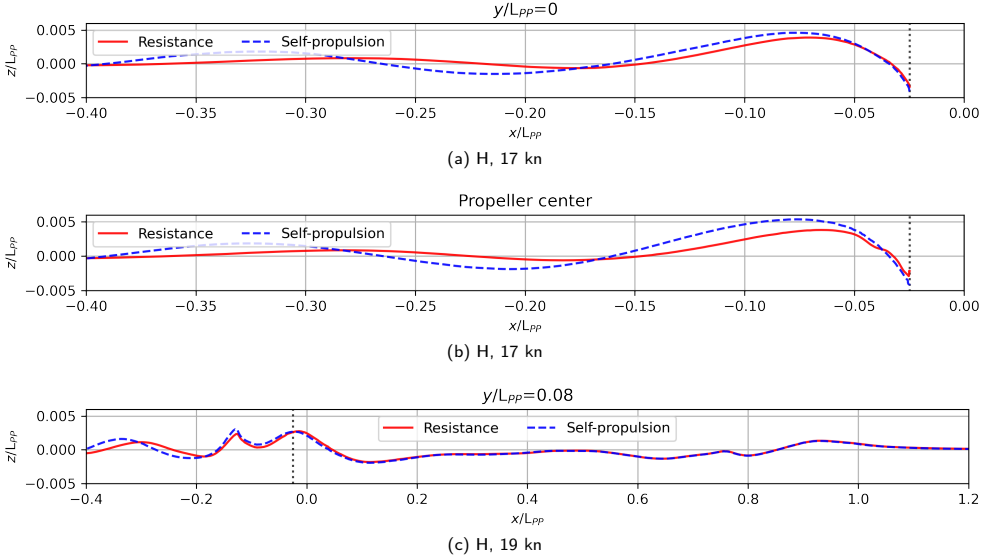 y/L_PP=0
0.005
0.000
−0.005
z/L_PP
Resistance Self-propulsion
−0.40 −0.35 −0.30 −0.25 −0.20 −0.15 −0.10 −0.05 0.00
x/L_PP
(a) H, 17 kn
Propeller center
0.005
0.000
−0.005
z/L_PP
Resistance Self-propulsion
−0.40 −0.35 −0.30 −0.25 −0.20 −0.15 −0.10 −0.05 0.00
x/L_PP
(b) H, 17 kn
y/L_PP=0.08
0.005
0.000
−0.005
z/L_PP
Resistance Self-propulsion
−0.4 −0.2 0.0 0.2 0.4 0.6 0.8 1.0 1.2
x/L_PP
(c) H, 19 kn